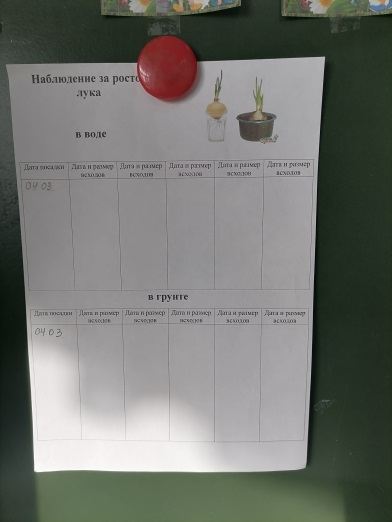 Наблюдение за росто
лука
в воде
Дата посадки Дата и размер всходов Дата и размер всходов Дата и размер всходов Дата и размер всходов Дата и размер всходов
04 03
в грунте
Дата посадки Дата и размер всходов Дата и размер всходов Дата и размер всходов Дата и размер всходов Дата и размер всходов
04 03